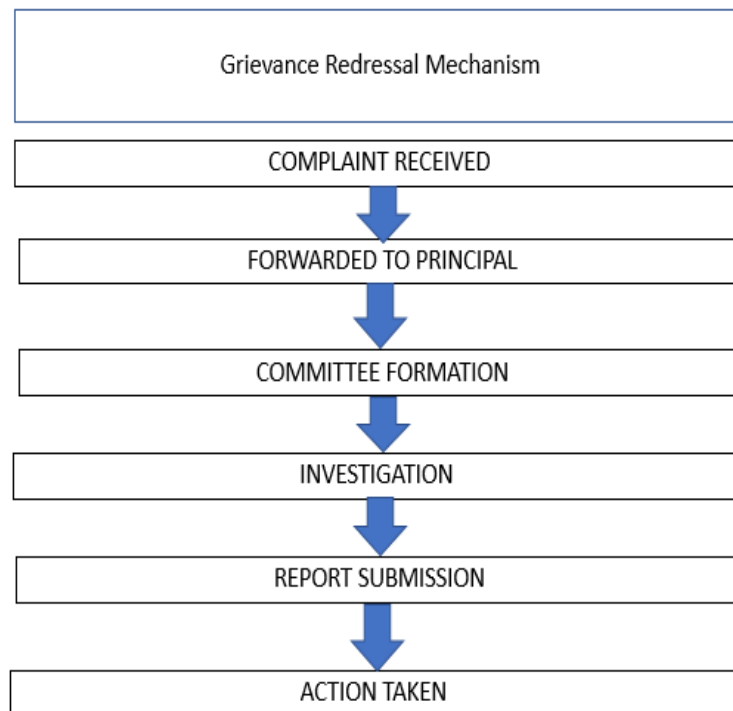 Grievance Redressal Mechanism
COMPLAINT RECEIVED
FORWARDED TO PRINCIPAL
COMMITTEE FORMATION
INVESTIGATION
REPORT SUBMISSION
ACTION TAKEN